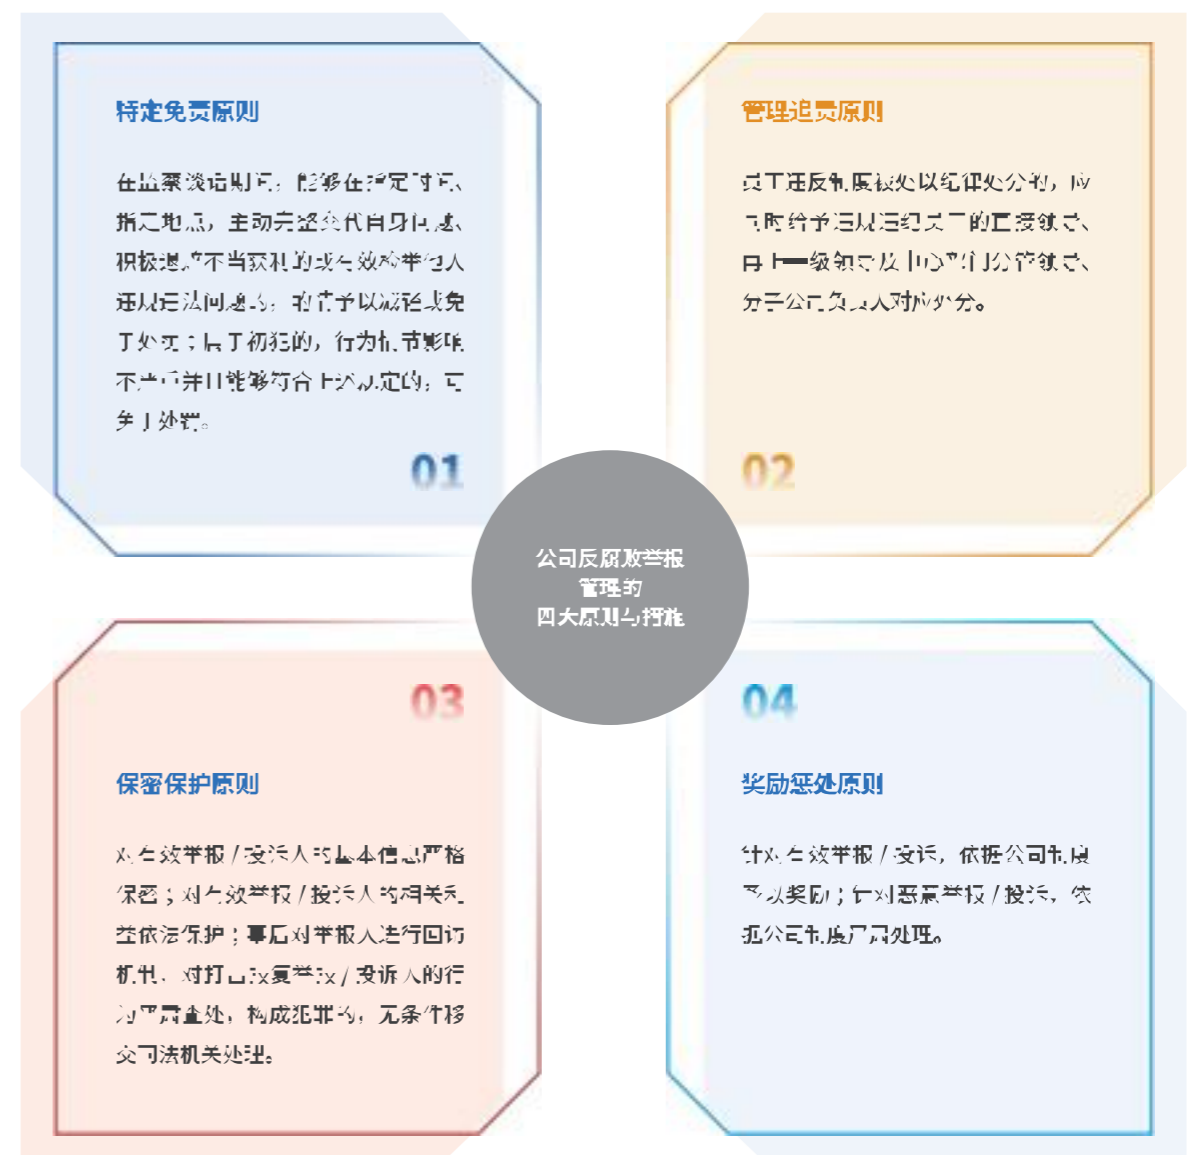 特定免责原则
在监察谈话期间，能够在指定时间、
指定地点，主动完整交代自身问题、
积极退赃不当获利的或有效检举他人
违规违法问题的，酌情予以减轻或免
于处理；属于初犯的，行为情节影响
不严重并且能够符合上述规定的，可
免于处罚。
01
管理追责原则
员工违反制度被处以纪律处分的，应
同时给予违规违纪员工的直接领导、
再上一级领导及中心部门分管领导、
分子公司负责人对应处分。
02
公司反腐败举报
管理的
四大原则与措施
03
保密保护原则
对有效举报 / 投诉人的基本信息严格
保密；对有效举报 / 投诉人的相关利
益依法保护；事后对举报人进行回访
机制，对打击报复举报 / 投诉人的行
为严肃查处，构成犯罪的，无条件移
交司法机关处理。
04
奖励惩处原则
针对有效举报 / 投诉，依据公司制度
予以奖励；针对恶意举报 / 投诉，依
据公司制度严肃处理。